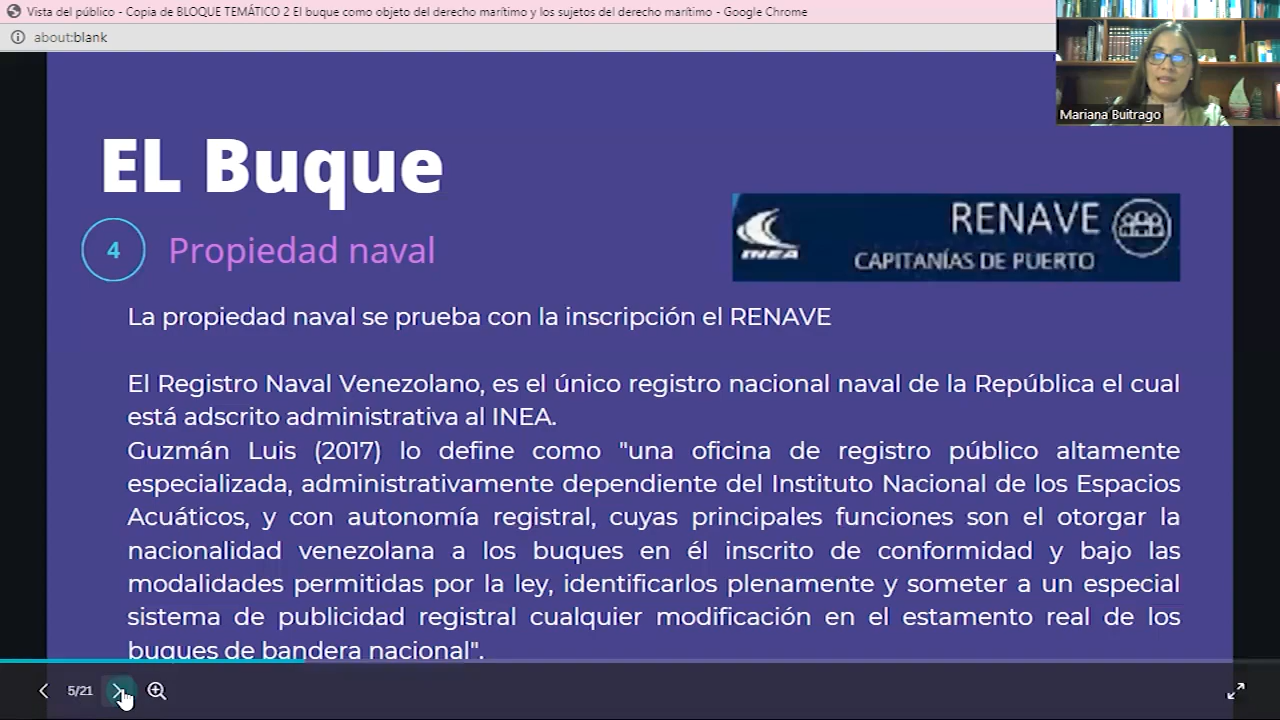 Vista del público - Copia de BLOQUE TEMÁTICO 2 El buque como objeto del derecho marítimo y los sujetos del derecho marítimo - Google Chrome
about:blank
Mariana Buitrago
EL Buque
4
Propiedad naval
INEA
RENAVE
CAPITANÍAS DE PUERTO
La propiedad naval se prueba con la inscripción el RENAVE
El Registro Naval Venezolano, es el único registro nacional naval de la República el cual
está adscrito administrativa al INEA.
Guzmán Luis (2017) lo define como "una oficina de registro público altamente
especializada, administrativamente dependiente del Instituto Nacional de los Espacios
Acuáticos, y con autonomía registral, cuyas principales funciones son el otorgar la
nacionalidad venezolana a los buques en él inscrito de conformidad y bajo las
modalidades permitidas por la ley, identificarlos plenamente y someter a un especial
sistema de publicidad registral cualquier modificación en el estamento real de los
buques de bandera nacional".
5/21